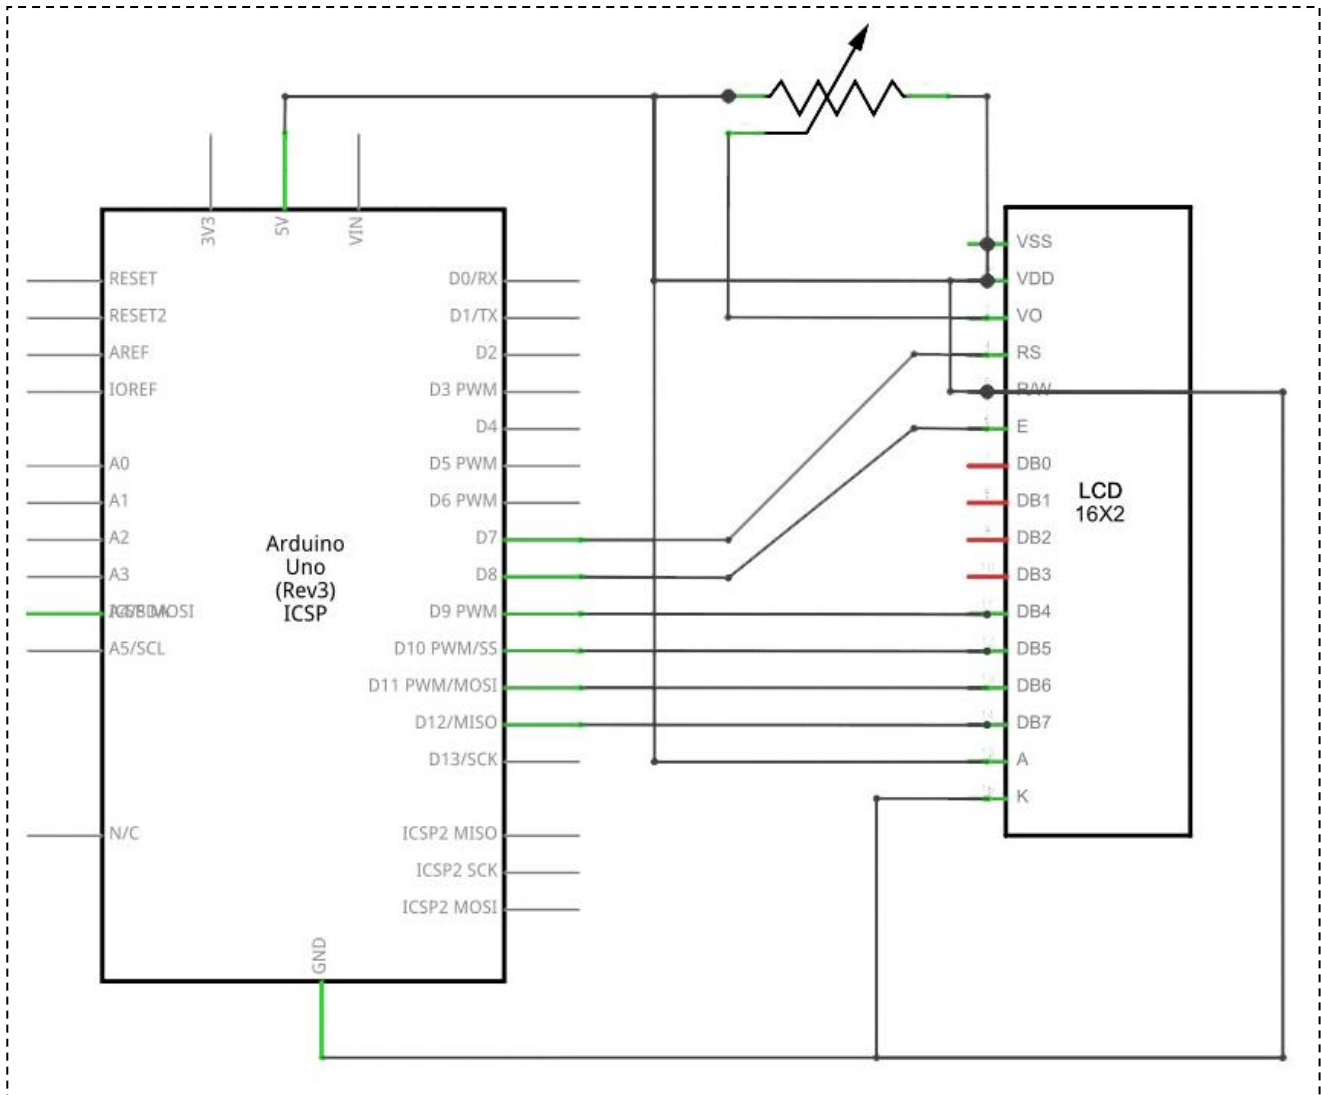 3V3
5V
VIN
RESET
RESET2
AREF
IOREF
A0
A1
A2
A3
A5/SCL
N/C
Arduino
Uno
(Rev3)
ICSP
D0/RX
D1/TX
D2
D3 PWM
D4
D5 PWM
D6 PWM
D7
D8
D9 PWM
D10 PWM/SS
D11 PWM/MOSI
D12/MISO
D13/SCK
ICSP2 MISO
ICSP2 SCK
ICSP2 MOSI
GND
VSS
VDD
VO
RS
R/W
E
DB0
DB1
DB2
DB3
DB4
DB5
DB6
DB7
A
K
LCD
16X2